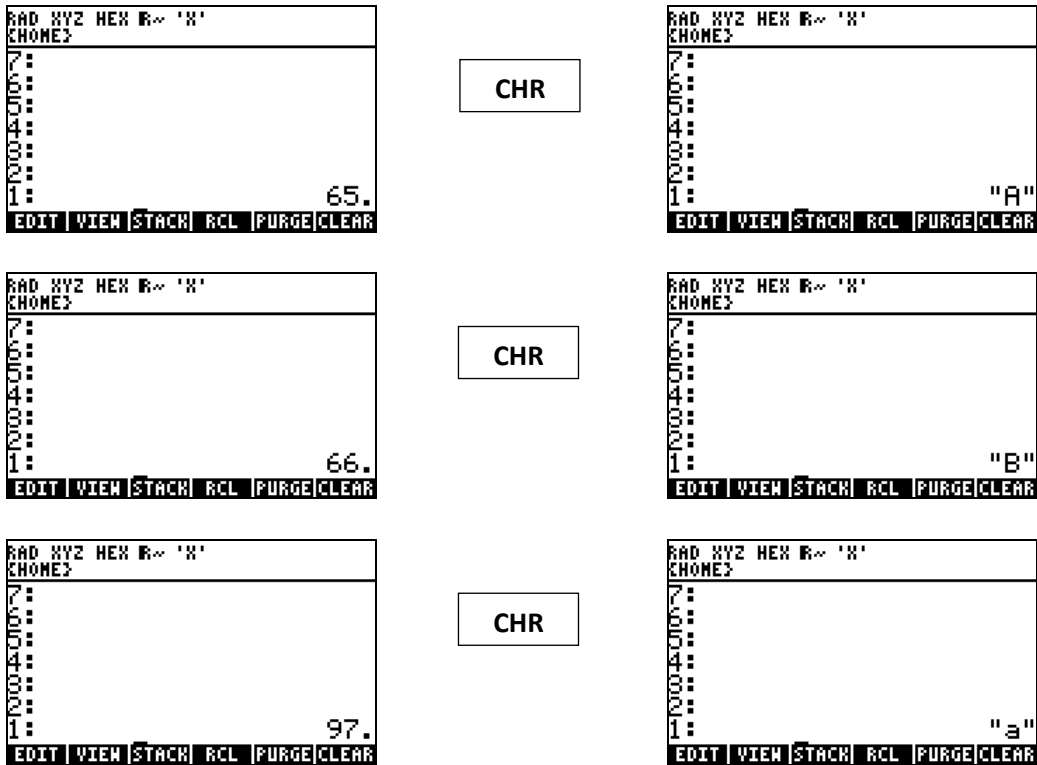 RAD XYZ HEX R~ 'X'
{HOME}
7:
6:
5:
4:
3:
2:
1: 65.
EDIT VIEW STACK RCL PURGE CLEAR
CHR
RAD XYZ HEX R~ 'X'
{HOME}
7:
6:
5:
4:
3:
2:
1: "A"
EDIT VIEW STACK RCL PURGE CLEAR
RAD XYZ HEX R~ 'X'
{HOME}
7:
6:
5:
4:
3:
2:
1: 66.
EDIT VIEW STACK RCL PURGE CLEAR
CHR
RAD XYZ HEX R~ 'X'
{HOME}
7:
6:
5:
4:
3:
2:
1: "B"
EDIT VIEW STACK RCL PURGE CLEAR
RAD XYZ HEX R~ 'X'
{HOME}
7:
6:
5:
4:
3:
2:
1: 97.
EDIT VIEW STACK RCL PURGE CLEAR
CHR
RAD XYZ HEX R~ 'X'
{HOME}
7:
6:
5:
4:
3:
2:
1: "a"
EDIT VIEW STACK RCL PURGE CLEAR